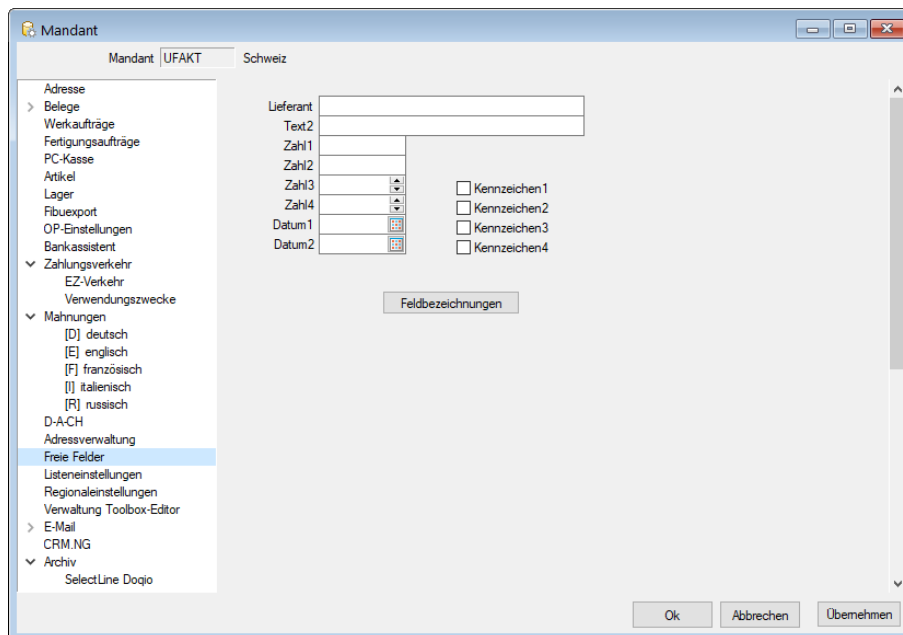 Mandant
Mandant UFAKT Schweiz
Adresse
Belege
Werkaufträge
Fertigungsaufträge
PC-Kasse
Artikel
Lager
Fibuexport
OP-Einstellungen
Bankassistent
Zahlungsverkehr
EZ-Verkehr
Verwendungszwecke
Mahnungen
[D] deutsch
[E] englisch
[F] französisch
[I] italienisch
[R] russisch
D-A-CH
Adressverwaltung
Freie Felder
Listeneinstellungen
Regionaleinstellungen
Verwaltung Toolbox-Editor
E-Mail
CRM.NG
Archiv
SelectLine Doqio
Lieferant
Text2
Zahl1
Zahl2
Zahl3
Zahl4
Datum1
Datum2
Kennzeichen1
Kennzeichen2
Kennzeichen3
Kennzeichen4
Feldbezeichnungen
Ok Abbrechen Übernehmen